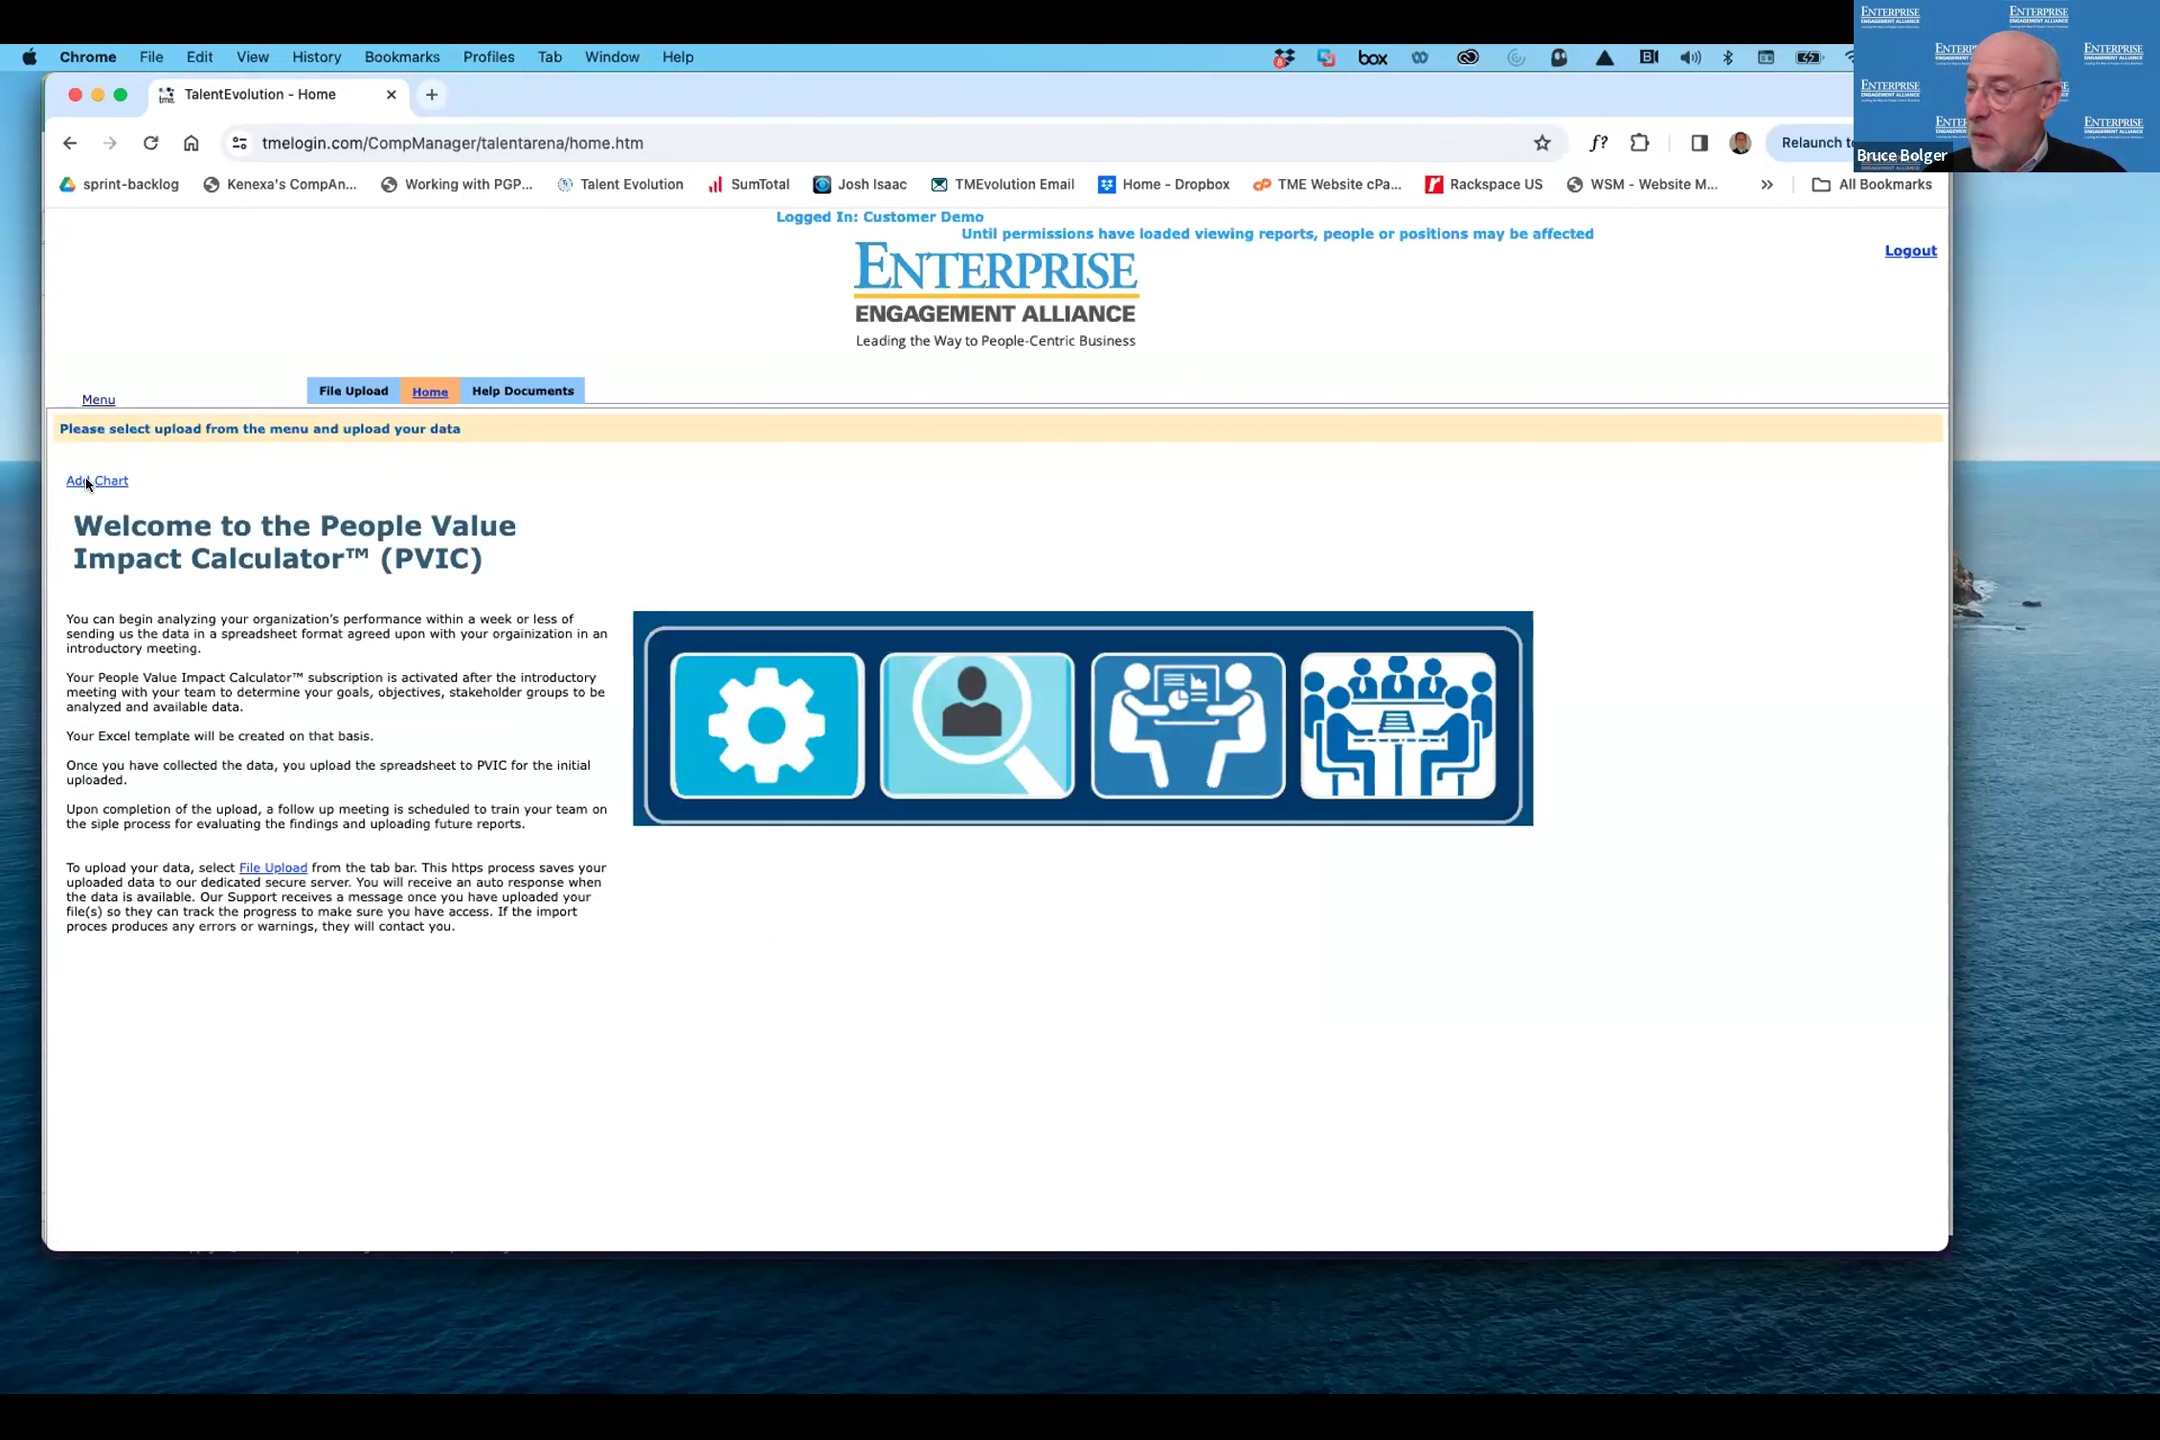 ENTERPRISE
ENGAGEMENT ALLIANCE
ENTERPRISE
ENGAGEMENT ALLIANCE
ENTERPRISE
ENTERPRISE
ENTERPRISE
Bruce Bolger
Chrome File Edit View History Bookmarks Profiles Tab Window Help
box
TalentEvolution - Home
tmelogin.com/CompManager/talentarena/home.htm
f?
Relaunch to
sprint-backlog Kenexa's CompAn... Working with PGP... Talent Evolution SumTotal Josh Isaac TMEvolution Email Home - Dropbox TME Website cPa... Rackspace US WSM - Website M... » All Bookmarks
Logged In: Customer Demo
Until permissions have loaded viewing reports, people or positions may be affected
Logout
ENTERPRISE
ENGAGEMENT ALLIANCE
Leading the Way to People-Centric Business
Menu
File Upload Home Help Documents
Please select upload from the menu and upload your data
Add Chart
Welcome to the People Value
Impact Calculator™ (PVIC)
You can begin analyzing your organization's performance within a week or less of
sending us the data in a spreadsheet format agreed upon with your orgainization in an
introductory meeting.
Your People Value Impact Calculator™ subscription is activated after the introductory
meeting with your team to determine your goals, objectives, stakeholder groups to be
analyzed and available data.
Your Excel template will be created on that basis.
Once you have collected the data, you upload the spreadsheet to PVIC for the initial
uploaded.
Upon completion of the upload, a follow up meeting is scheduled to train your team on
the siple process for evaluating the findings and uploading future reports.
To upload your data, select File Upload from the tab bar. This https process saves your
uploaded data to our dedicated secure server. You will receive an auto response when
the data is available. Our Support receives a message once you have uploaded your
file(s) so they can track the progress to make sure you have access. If the import
proces produces any errors or warnings, they will contact you.